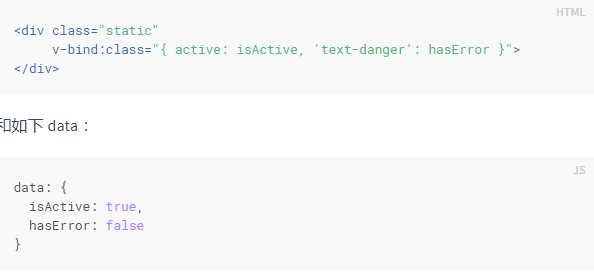 HTML
<div class="static"
     v-bind:class="{ active: isActive, 'text-danger': hasError }">
</div>
和如下 data：
JS
data: {
  isActive: true,
  hasError: false
}